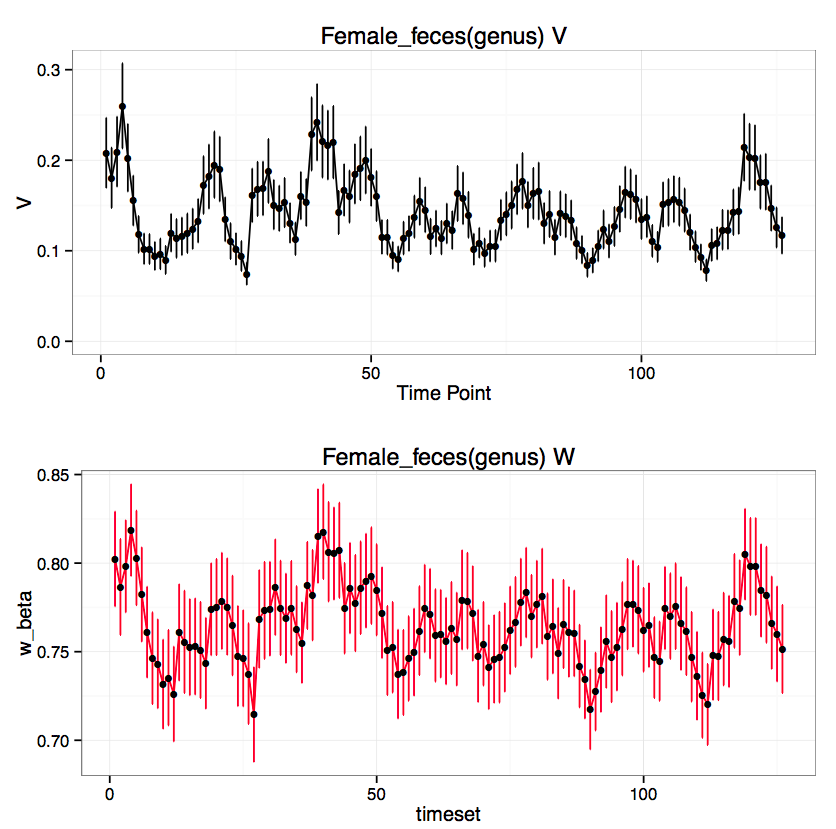 Female_feces(genus) V
0.3
0.2
0.1
0.0
V
0 50 100
Time Point
Female_feces(genus) W
0.85
0.80
0.75
0.70
w_beta
0 50 100
timeset